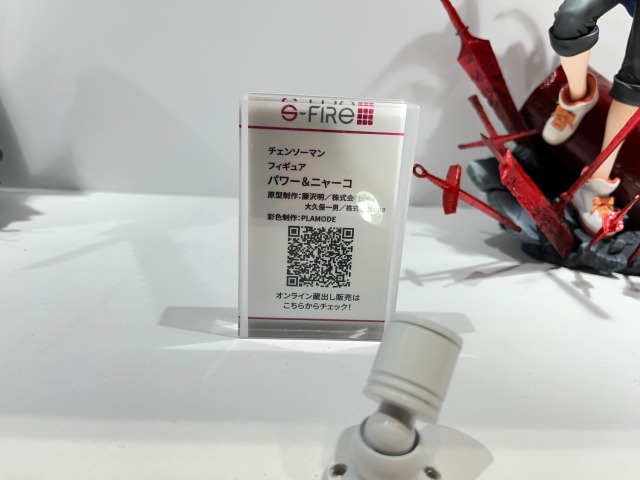 S-FIRE
チェンソーマン
フィギュア
パワー&ニャーコ
原型制作：藤沢明／株式会
大久保一男／株式
彩色制作：PLAMODE
オンライン蔵出し販売は
こちらからチェック！